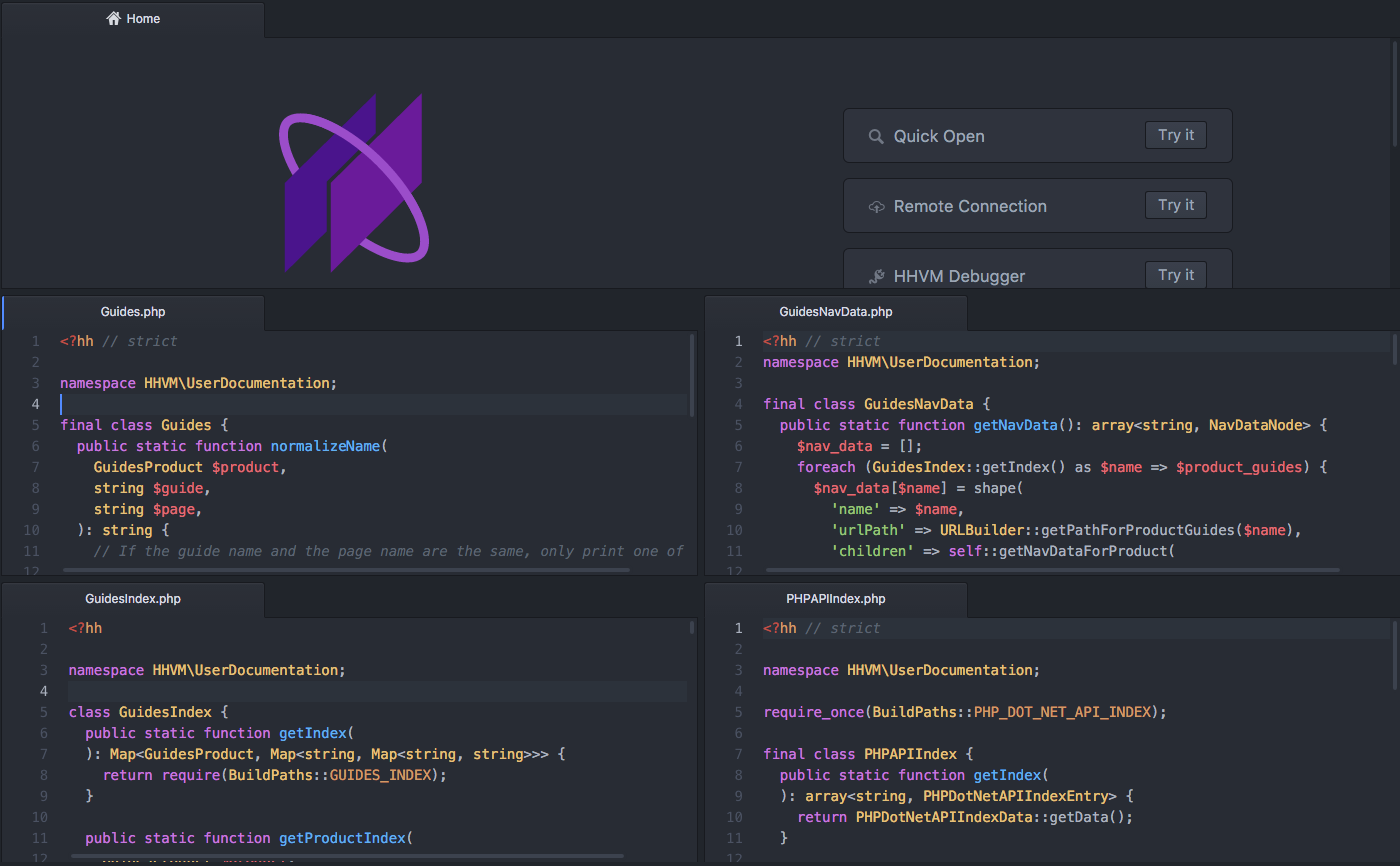 Home
Quick Open
Try it
Remote Connection
Try it
HHVM Debugger
Try it
Guides.php
1 <?hh // strict
2
3 namespace HHVM\UserDocumentation;
4
5 final class Guides {
6 public static function normalizeName(
7 GuidesProduct $product,
8 string $guide,
9 string $page,
10 ): string {
11 // If the guide name and the page name are the same, only print one of
12
GuidesNavData.php
1 <?hh // strict
2 namespace HHVM\UserDocumentation;
3
4 final class GuidesNavData {
5 public static function getNavData(): array<string, NavDataNode> {
6 $nav_data = [];
7 foreach (GuidesIndex::getIndex() as $name => $product_guides) {
8 $nav_data[$name] = shape(
9 'name' => $name,
10 'urlPath' => URLBuilder::getPathForProductGuides($name),
11 'children' => self::getNavDataForProduct(
12
GuidesIndex.php
1 <?hh
2
3 namespace HHVM\UserDocumentation;
4
5 class GuidesIndex {
6 public static function getIndex(
7 ): Map<GuidesProduct, Map<string, Map<string, string>>> {
8 return require(BuildPaths::GUIDES_INDEX);
9 }
10
11 public static function getProductIndex(
12
PHPAPIIndex.php
1 <?hh // strict
2
3 namespace HHVM\UserDocumentation;
4
5 require_once(BuildPaths::PHP_DOT_NET_API_INDEX);
6
7 final class PHPAPIIndex {
8 public static function getIndex(
9 ): array<string, PHPDotNetAPIIndexEntry> {
10 return PHPDotNetAPIIndexData::getData();
11 }
12